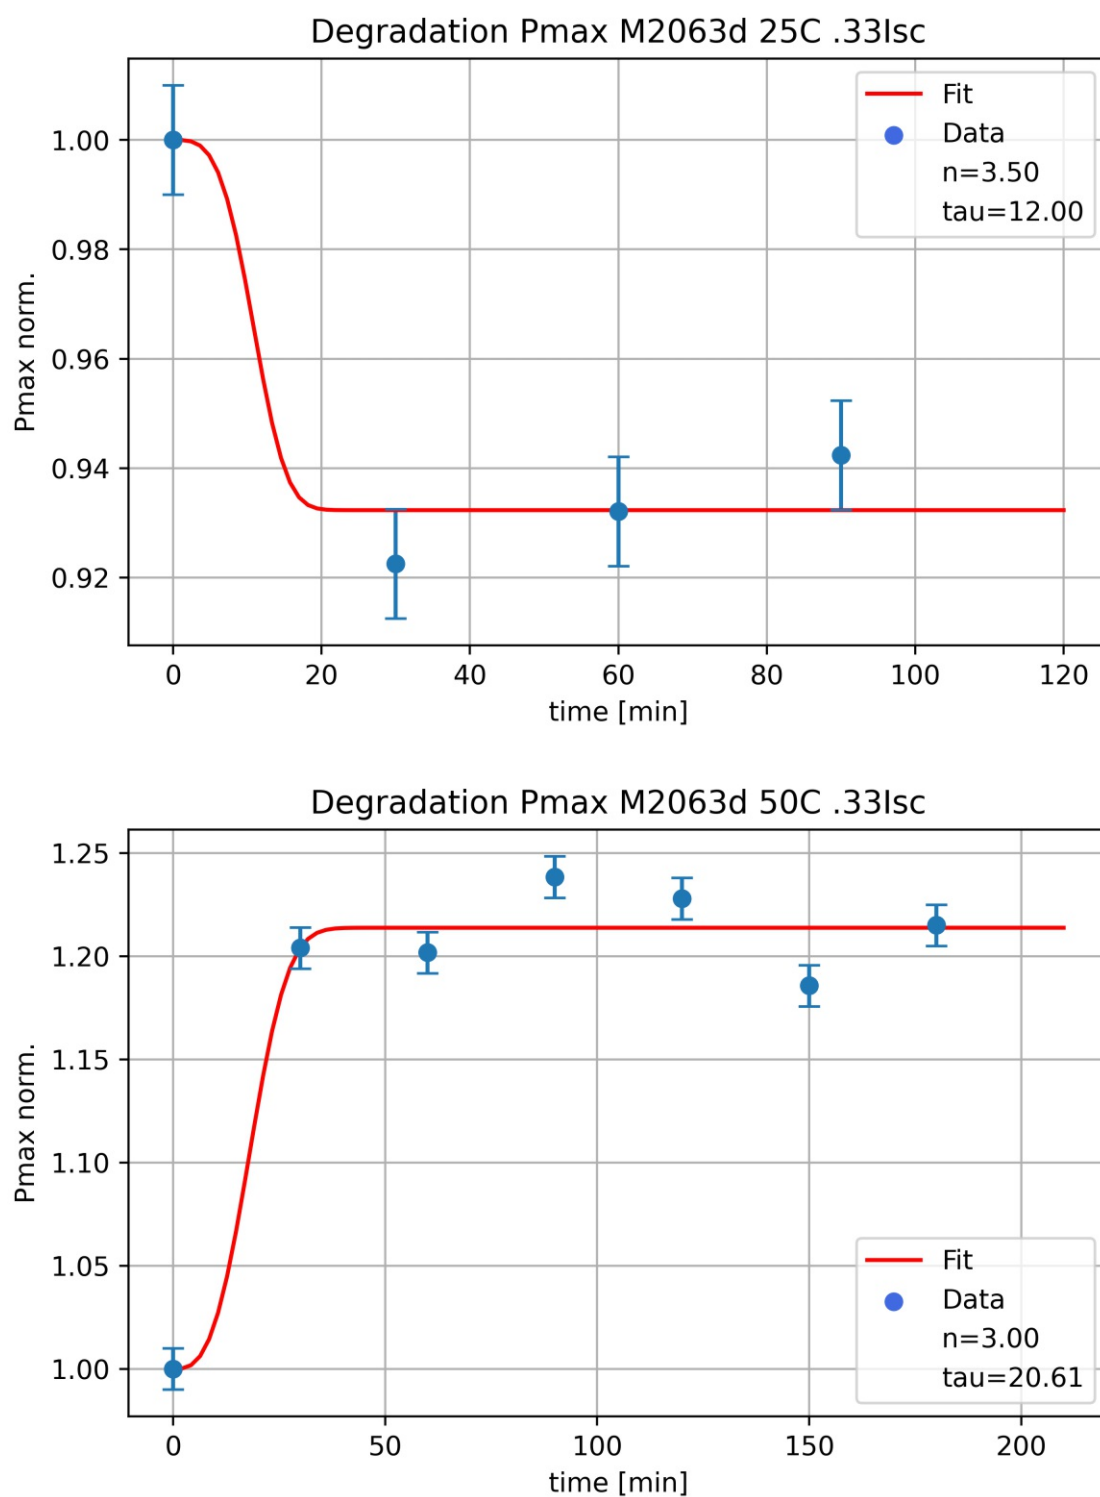 Degradation Pmax M2063d 25C .33Isc
Fit
Data
n=3.50
tau=12.00
1.00
0.98
0.96
0.94
0.92
Pmax norm.
0 20 40 60 80 100 120
time [min]
Degradation Pmax M2063d 50C .33Isc
1.25
1.20
1.15
1.10
1.05
1.00
Pmax norm.
Fit
Data
n=3.00
tau=20.61
0 50 100 150 200
time [min]